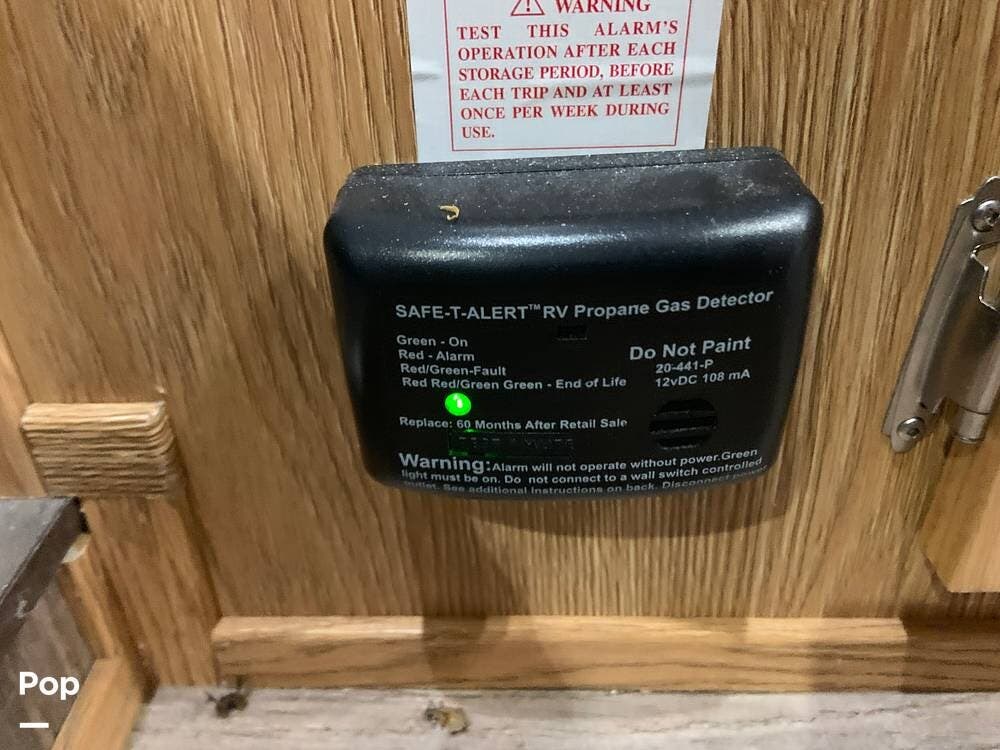 WARNING
TEST THIS ALARM'S
OPERATION AFTER EACH
STORAGE PERIOD, BEFORE
EACH TRIP AND AT LEAST
ONCE PER WEEK DURING
USE.
SAFE-T-ALERT™ RV Propane Gas Detector
Green - On
Red - Alarm
Red/Green-Fault
Red Red/Green Green - End of Life
Do Not Paint
20-441-P
12vDC 108 mA
Replace: 60 Months After Retail Sale
Warning: Alarm will not operate without power.Green
light must be on. Do not connect to a wall switch controlled
outlet. See additional instructions on back. Disconnect power
Pop